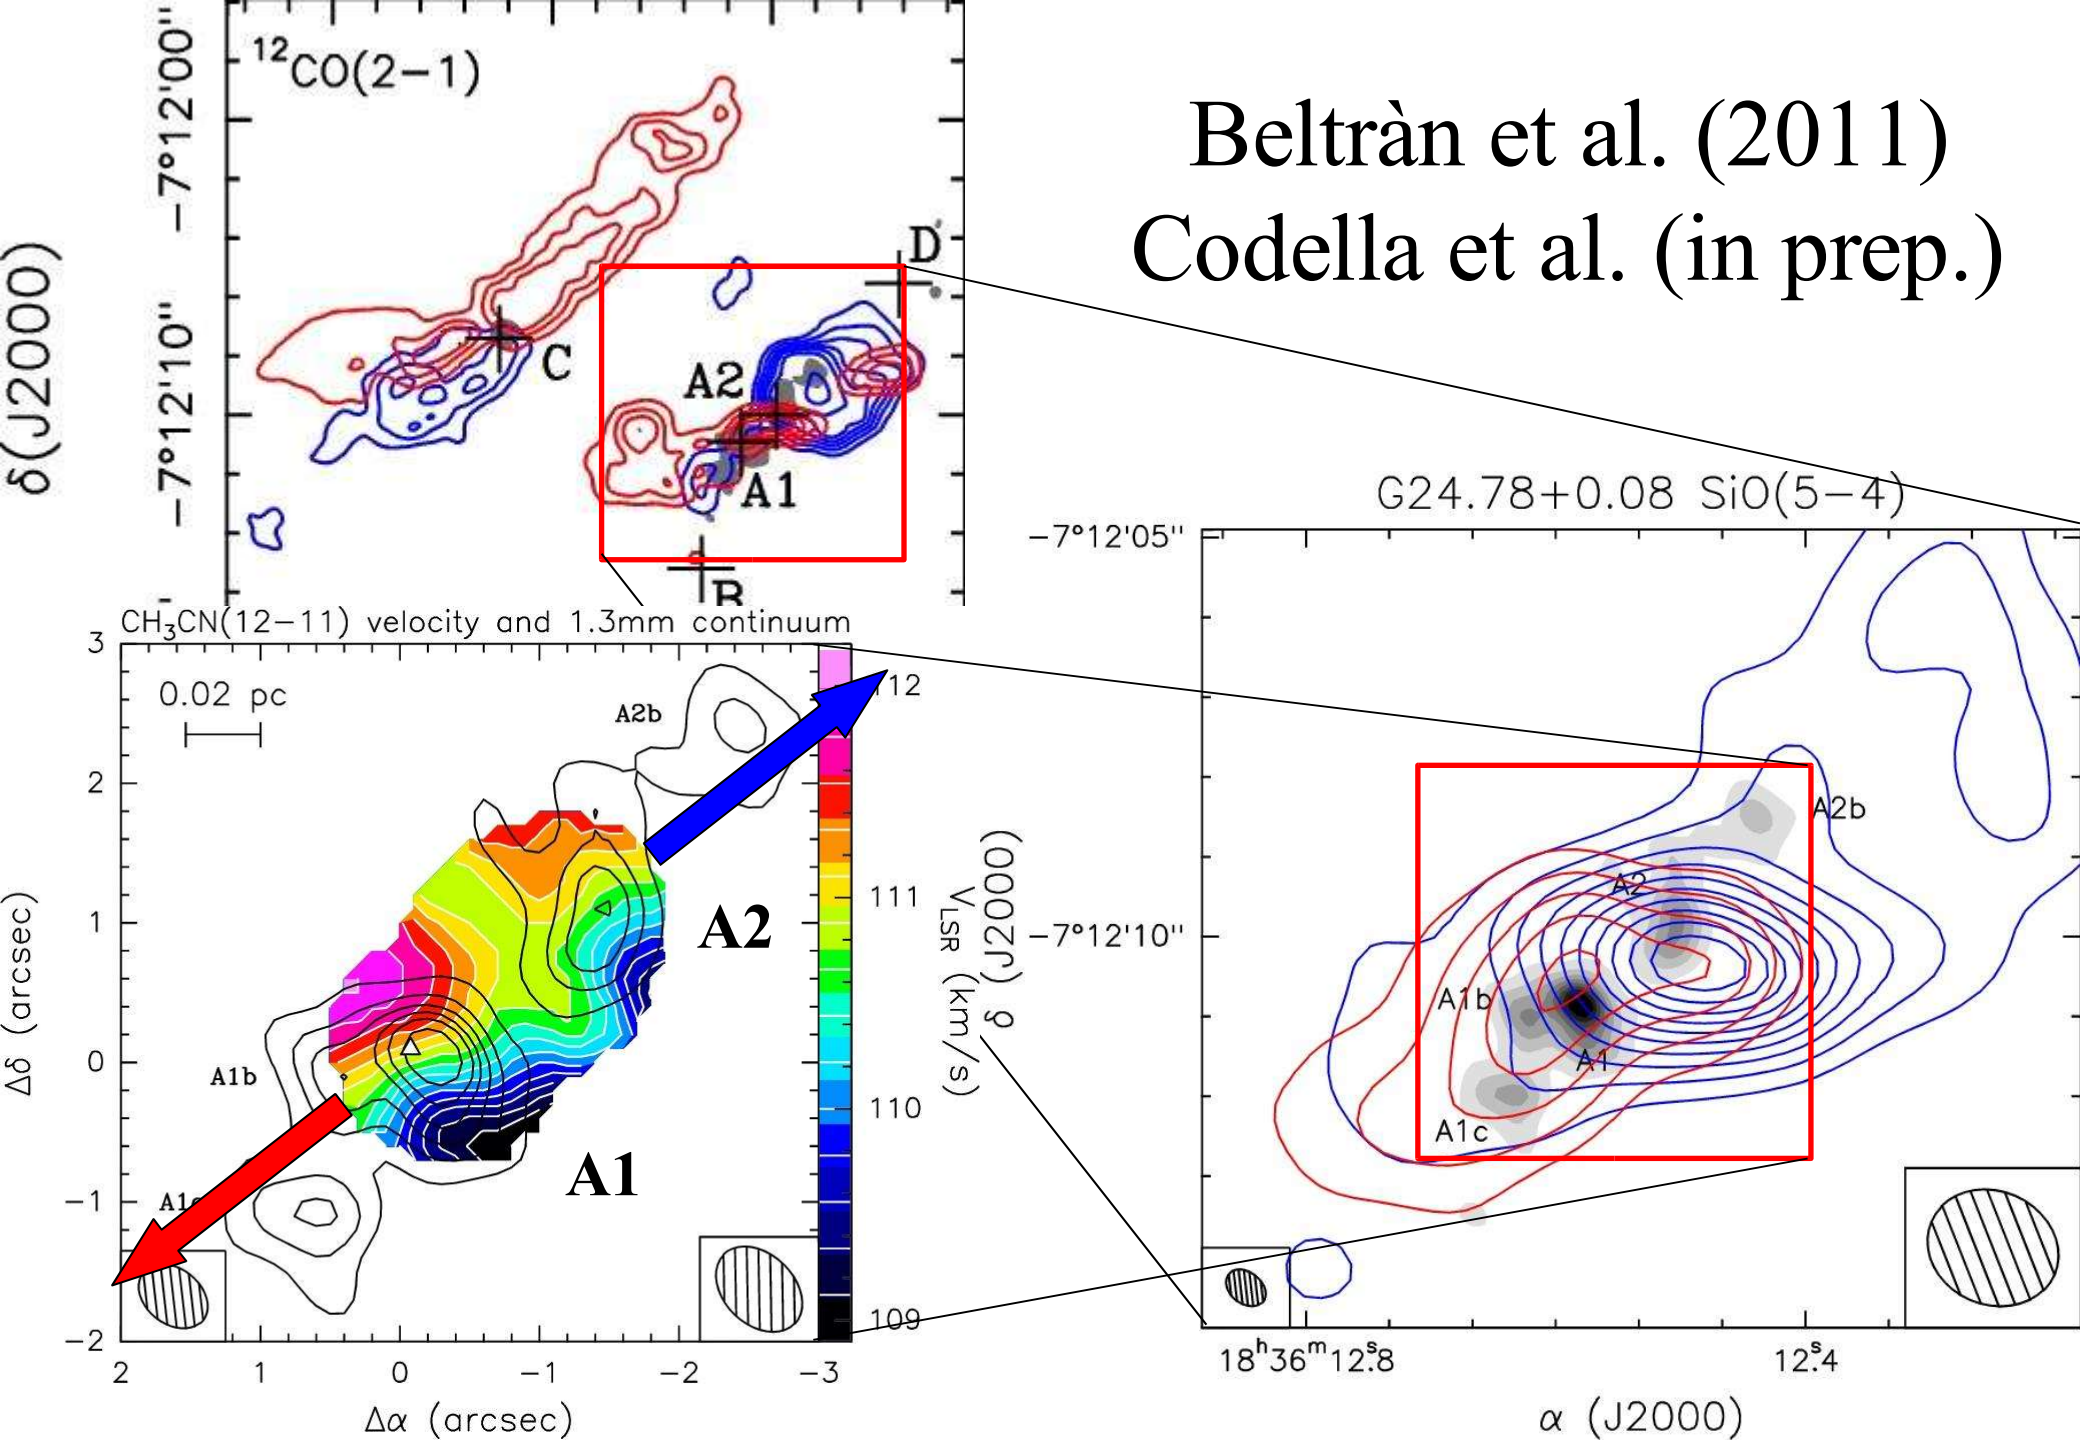 ¹²CO(2−1)
Beltràn et al. (2011)
Codella et al. (in prep.)
−7°12'00"
−7°12'10"
δ(J2000)
D
C
A2
A1
B
G24.78+0.08 SiO(5−4)
−7°12'05"
−7°12'10"
δ (J2000)
A2b
A2
A1b
A1
A1c
18ʰ36ᵐ12ˢ.8
12ˢ.4
α (J2000)
CH₃CN(12−11) velocity and 1.3mm continuum
0.02 pc
A2b
A2
A1b
A1
3
2
1
0
−1
−2
Δδ (arcsec)
2
1
0
−1
−2
−3
Δα (arcsec)
112
111
110
109
V_LSR (km/s)